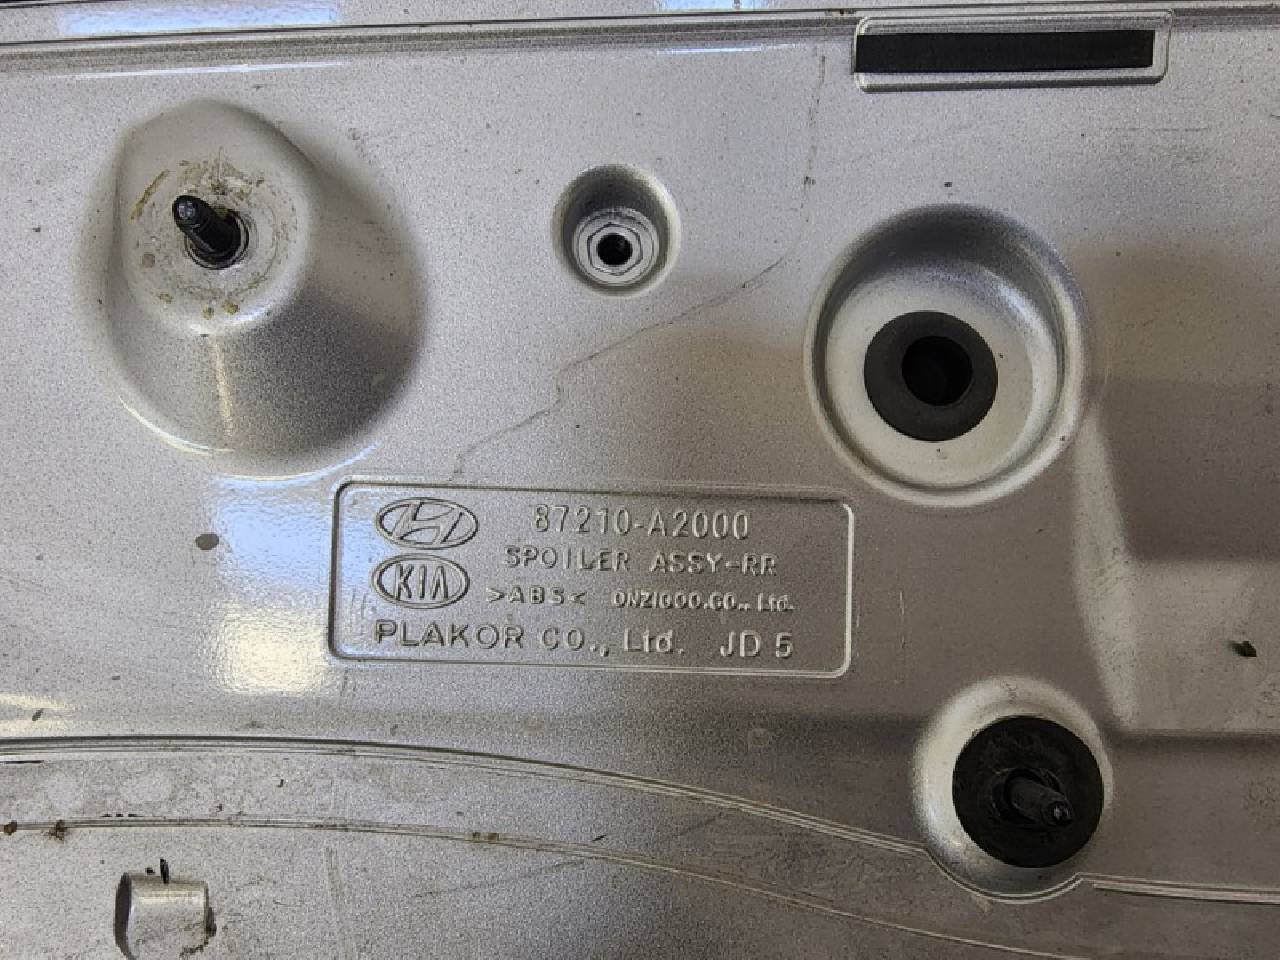 87210-A2000
SPOILER ASSY-RR
KIA >ABS<
PLAKOR CO., Ltd. JD 5